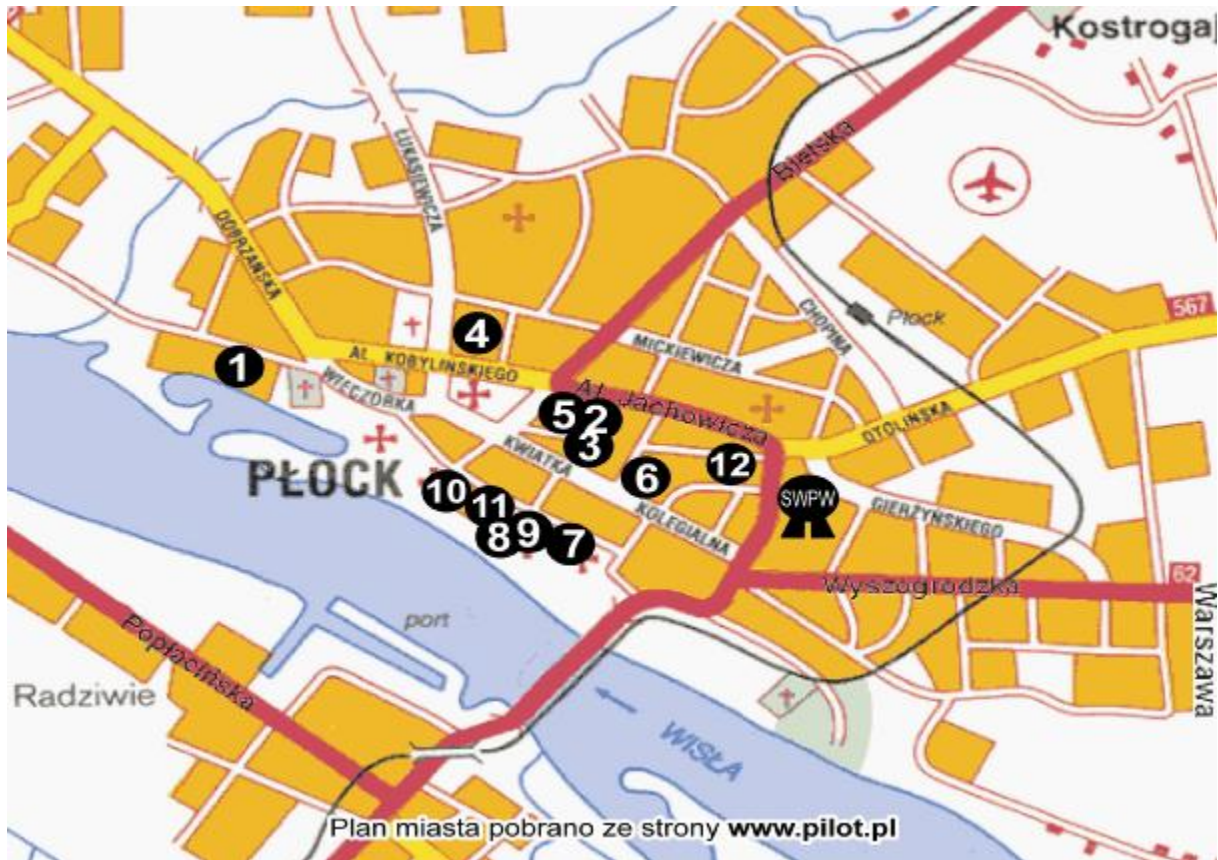 Kostrogaj
Bielska
ŁUKASIEWICZA
DOBRZAŃSKA
567
CHOPINA
Płock
MICKIEWICZA
4
1
AL. KOBYLIŃSKIEGO
WIECZORKA
Al. Jachowicza
OTOLIŃSKA
5
2
3
KWIATKA
PŁOCK
6
12
SWPW
10
11
8
9
7
KOLEGIALNA
GIERZYŃSKIEGO
Wyszogrodzka
62
Warszawa
port
Popłacińska
Radziwie
WISŁA
Plan miasta pobrano ze strony www.pilot.pl